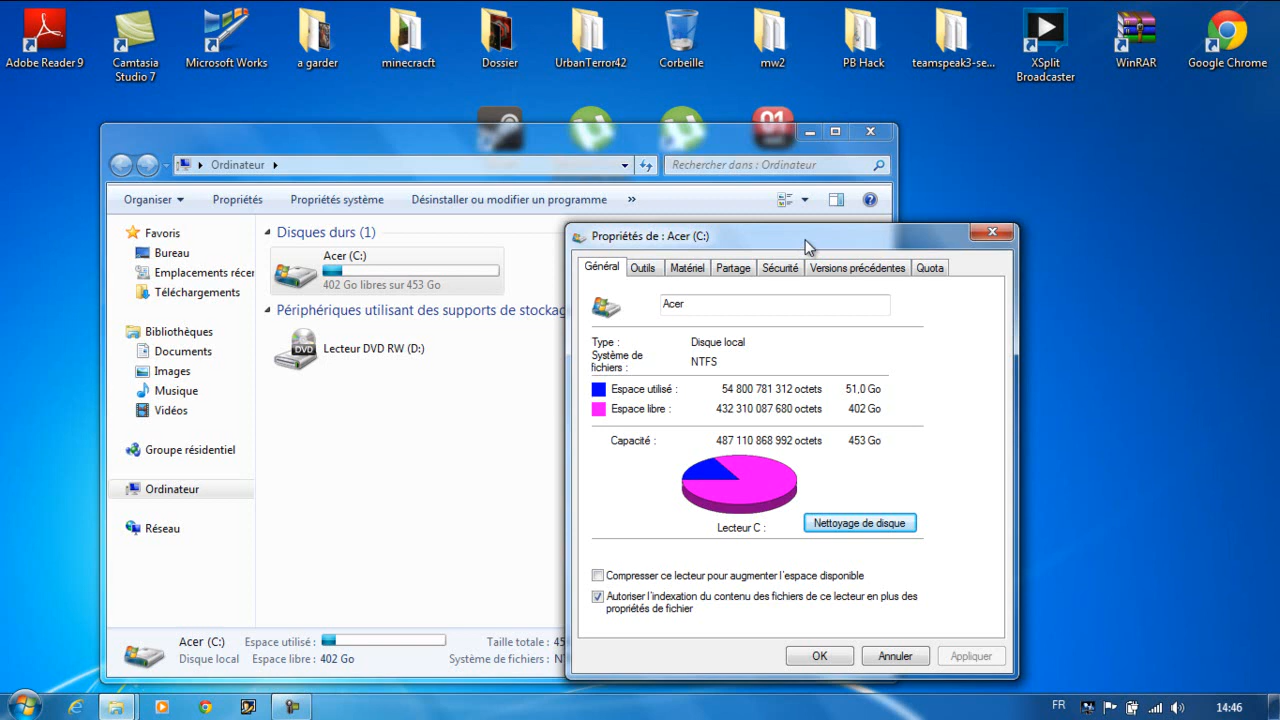 Adobe Reader 9
Camtasia
Studio 7
Microsoft Works
a garder
minecracft
Dossier
UrbanTerror42
Corbeille
mw2
PB Hack
teamspeak3-se...
XSplit
Broadcaster
WinRAR
Google Chrome
01
Ordinateur
Rechercher dans : Ordinateur
Organiser
Propriétés
Propriétés système
Désinstaller ou modifier un programme
»
Favoris
Bureau
Emplacements récer
Téléchargements
Bibliothèques
Documents
Images
Musique
Vidéos
Groupe résidentiel
Ordinateur
Réseau
Disques durs (1)
Acer (C:)
402 Go libres sur 453 Go
Périphériques utilisant des supports de stockag
DVD
Lecteur DVD RW (D:)
Acer (C:)
Espace utilisé :
Taille totale : 45
Disque local
Espace libre : 402 Go
Système de fichiers : NT
Propriétés de : Acer (C:)
Général
Outils
Matériel
Partage
Sécurité
Versions précédentes
Quota
Acer
Type :
Disque local
Système de
fichiers :
NTFS
Espace utilisé :
54 800 781 312 octets
51,0 Go
Espace libre :
432 310 087 680 octets
402 Go
Capacité :
487 110 868 992 octets
453 Go
Lecteur C :
Nettoyage de disque
Compresser ce lecteur pour augmenter l'espace disponible
Autoriser l'indexation du contenu des fichiers de ce lecteur en plus des
propriétés de fichier
OK
Annuler
Appliquer
FR
14:46